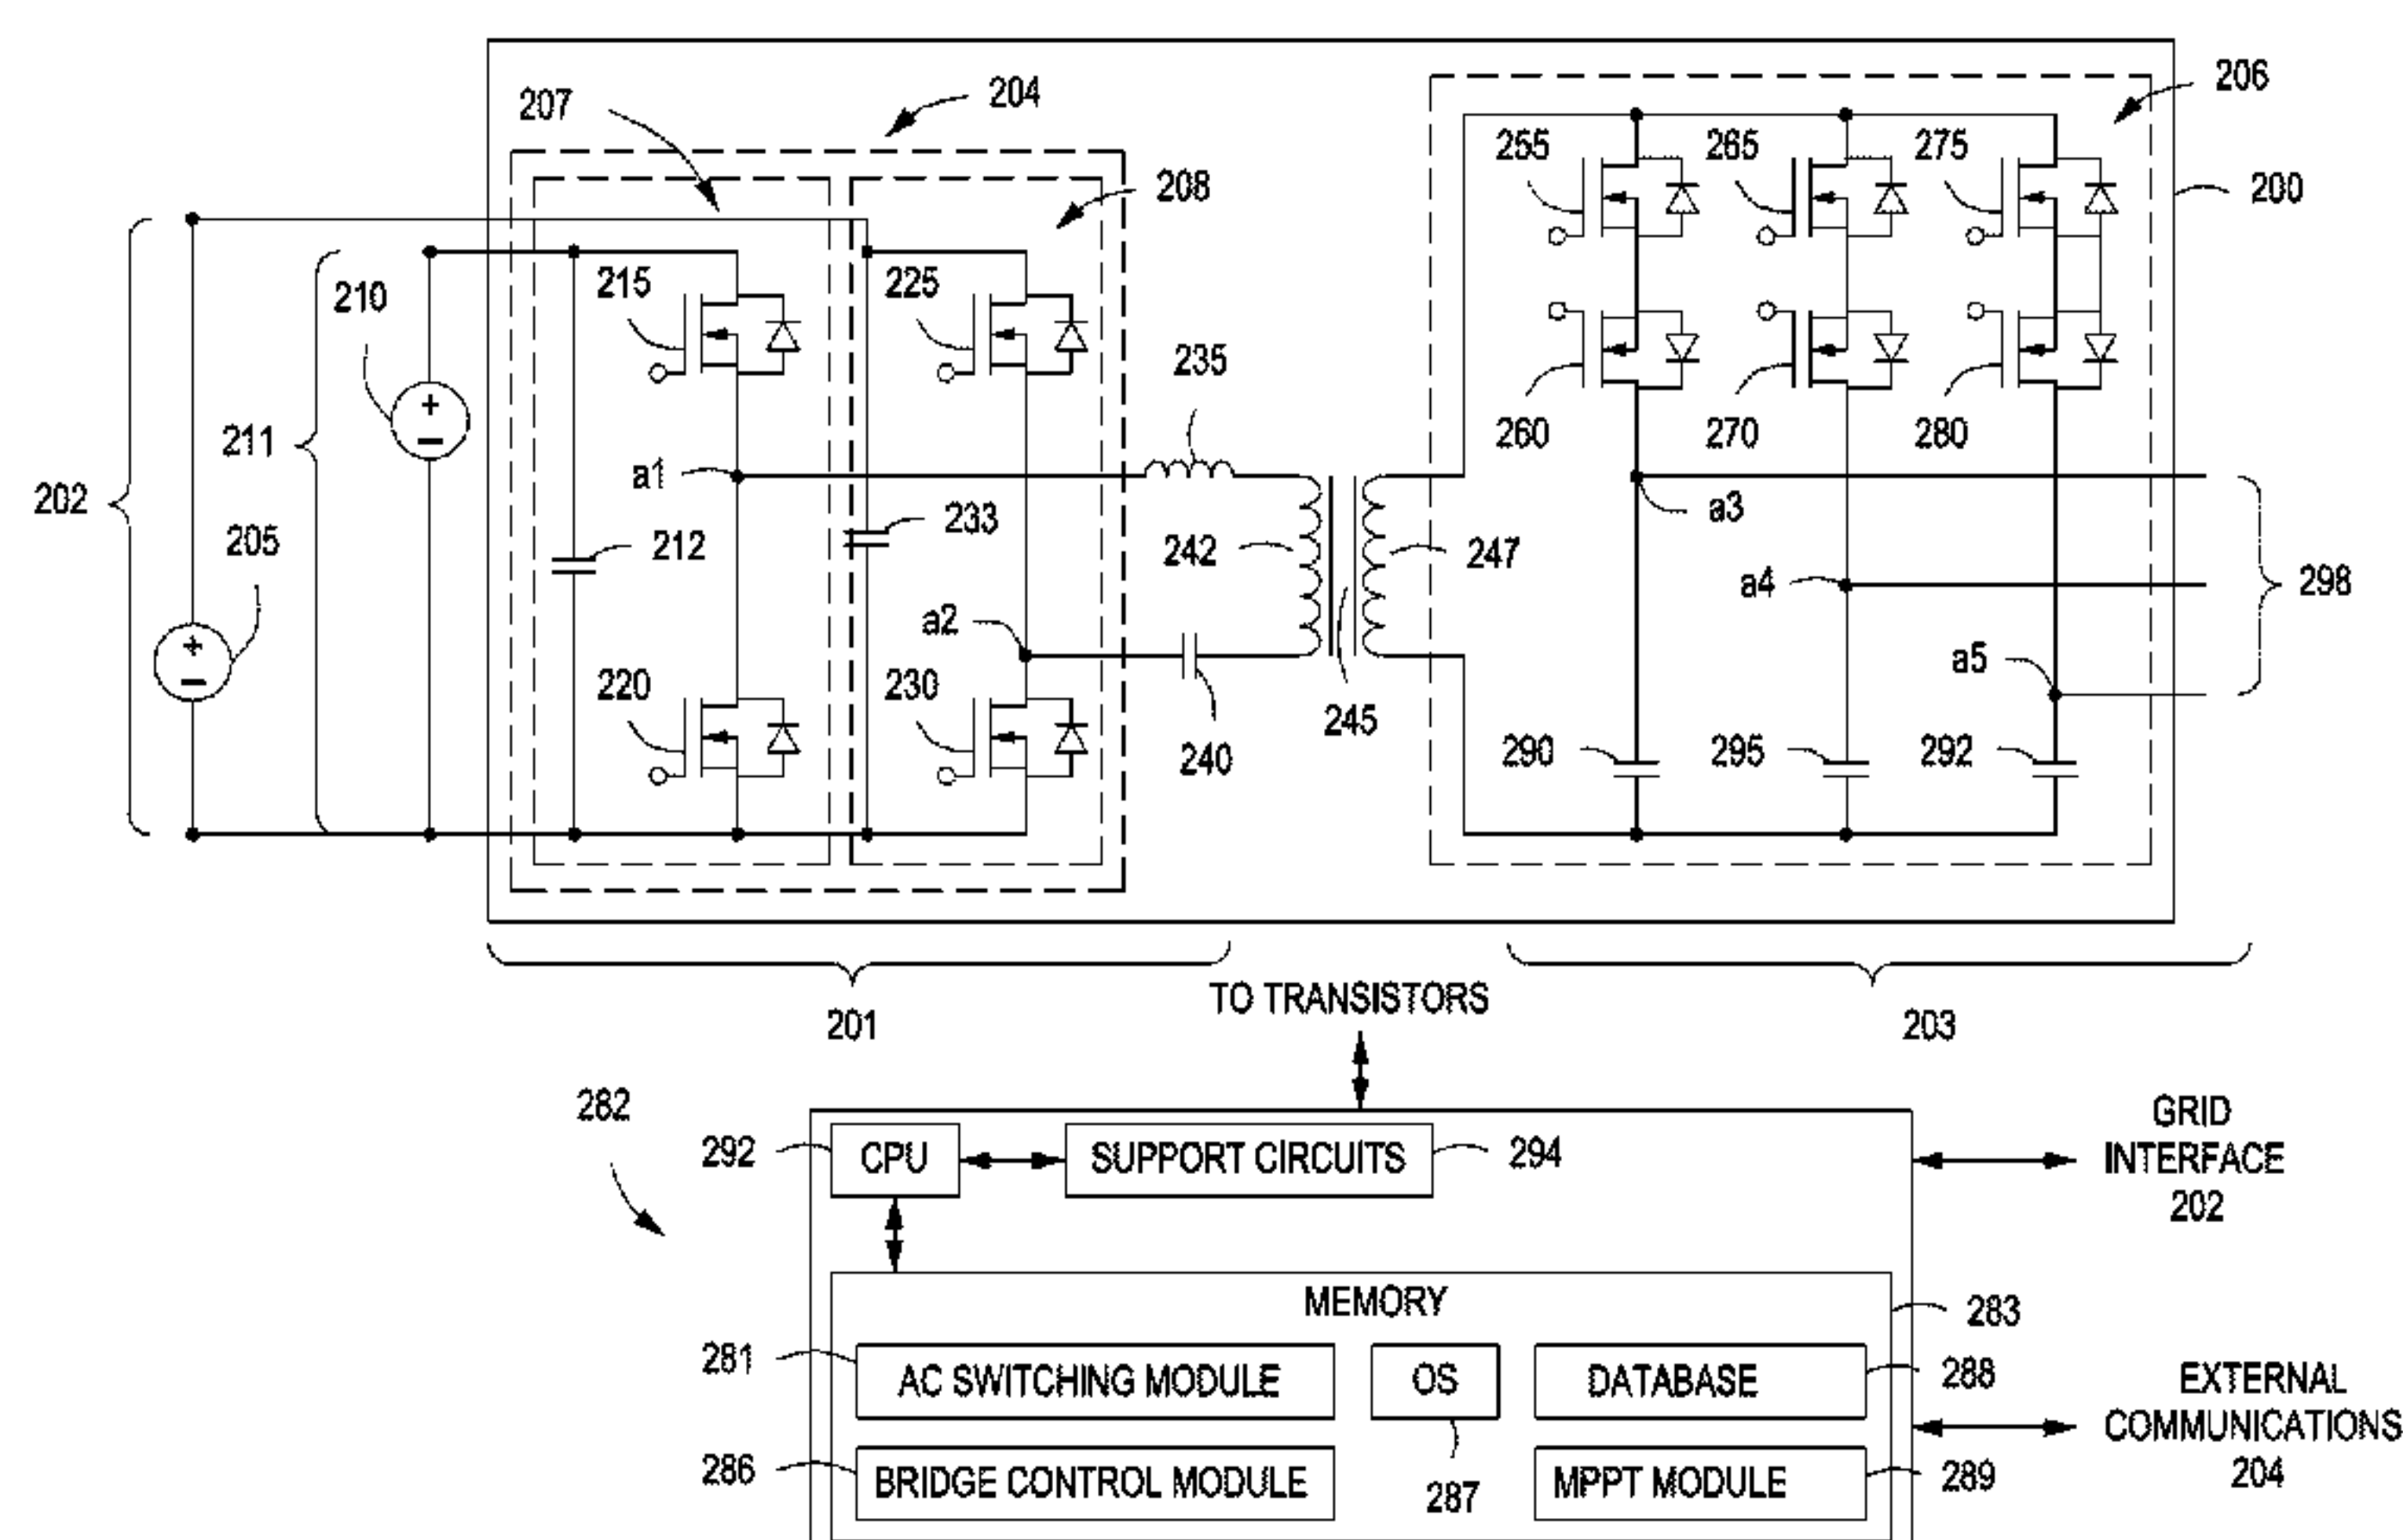 204
206
207
255
265
275
208
200
215
225
210
235
260
270
280
211
a1
202
233
a3
205
212
242
247
a4
298
a2
a5
220
230
245
240
290
295
292
TO TRANSISTORS
201
203
282
292
CPU
SUPPORT CIRCUITS
294
GRID
INTERFACE
202
MEMORY
283
281
AC SWITCHING MODULE
OS
DATABASE
288
EXTERNAL
COMMUNICATIONS
204
286
BRIDGE CONTROL MODULE
287
MPPT MODULE
289